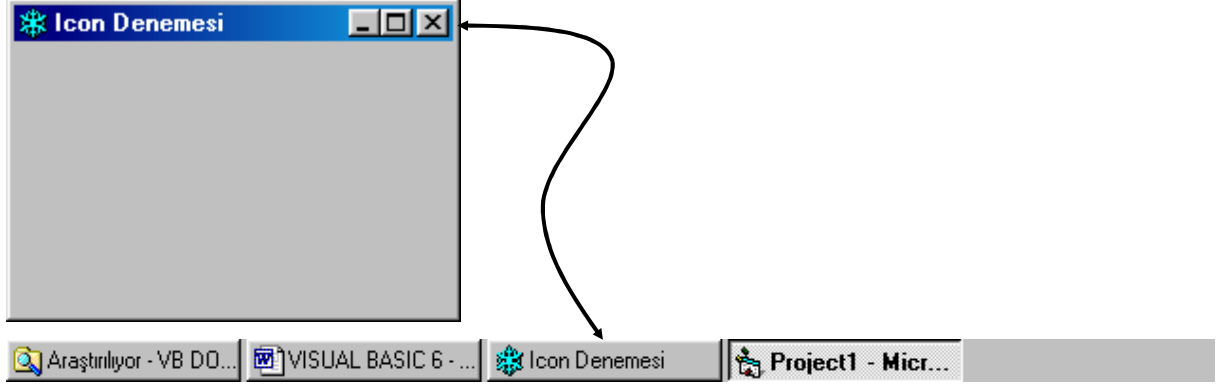 Icon Denemesi
Araştırılıyor - VB DO... VISUAL BASIC 6 - ... Icon Denemesi Project1 - Micr...